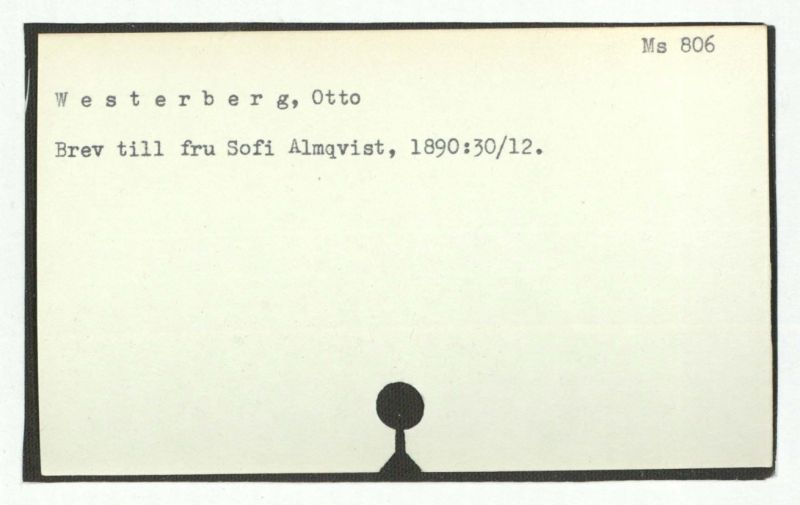 Ms 806
W e s t e r b e r g, Otto
Brev till fru Sofi Almqvist, 1890:30/12.